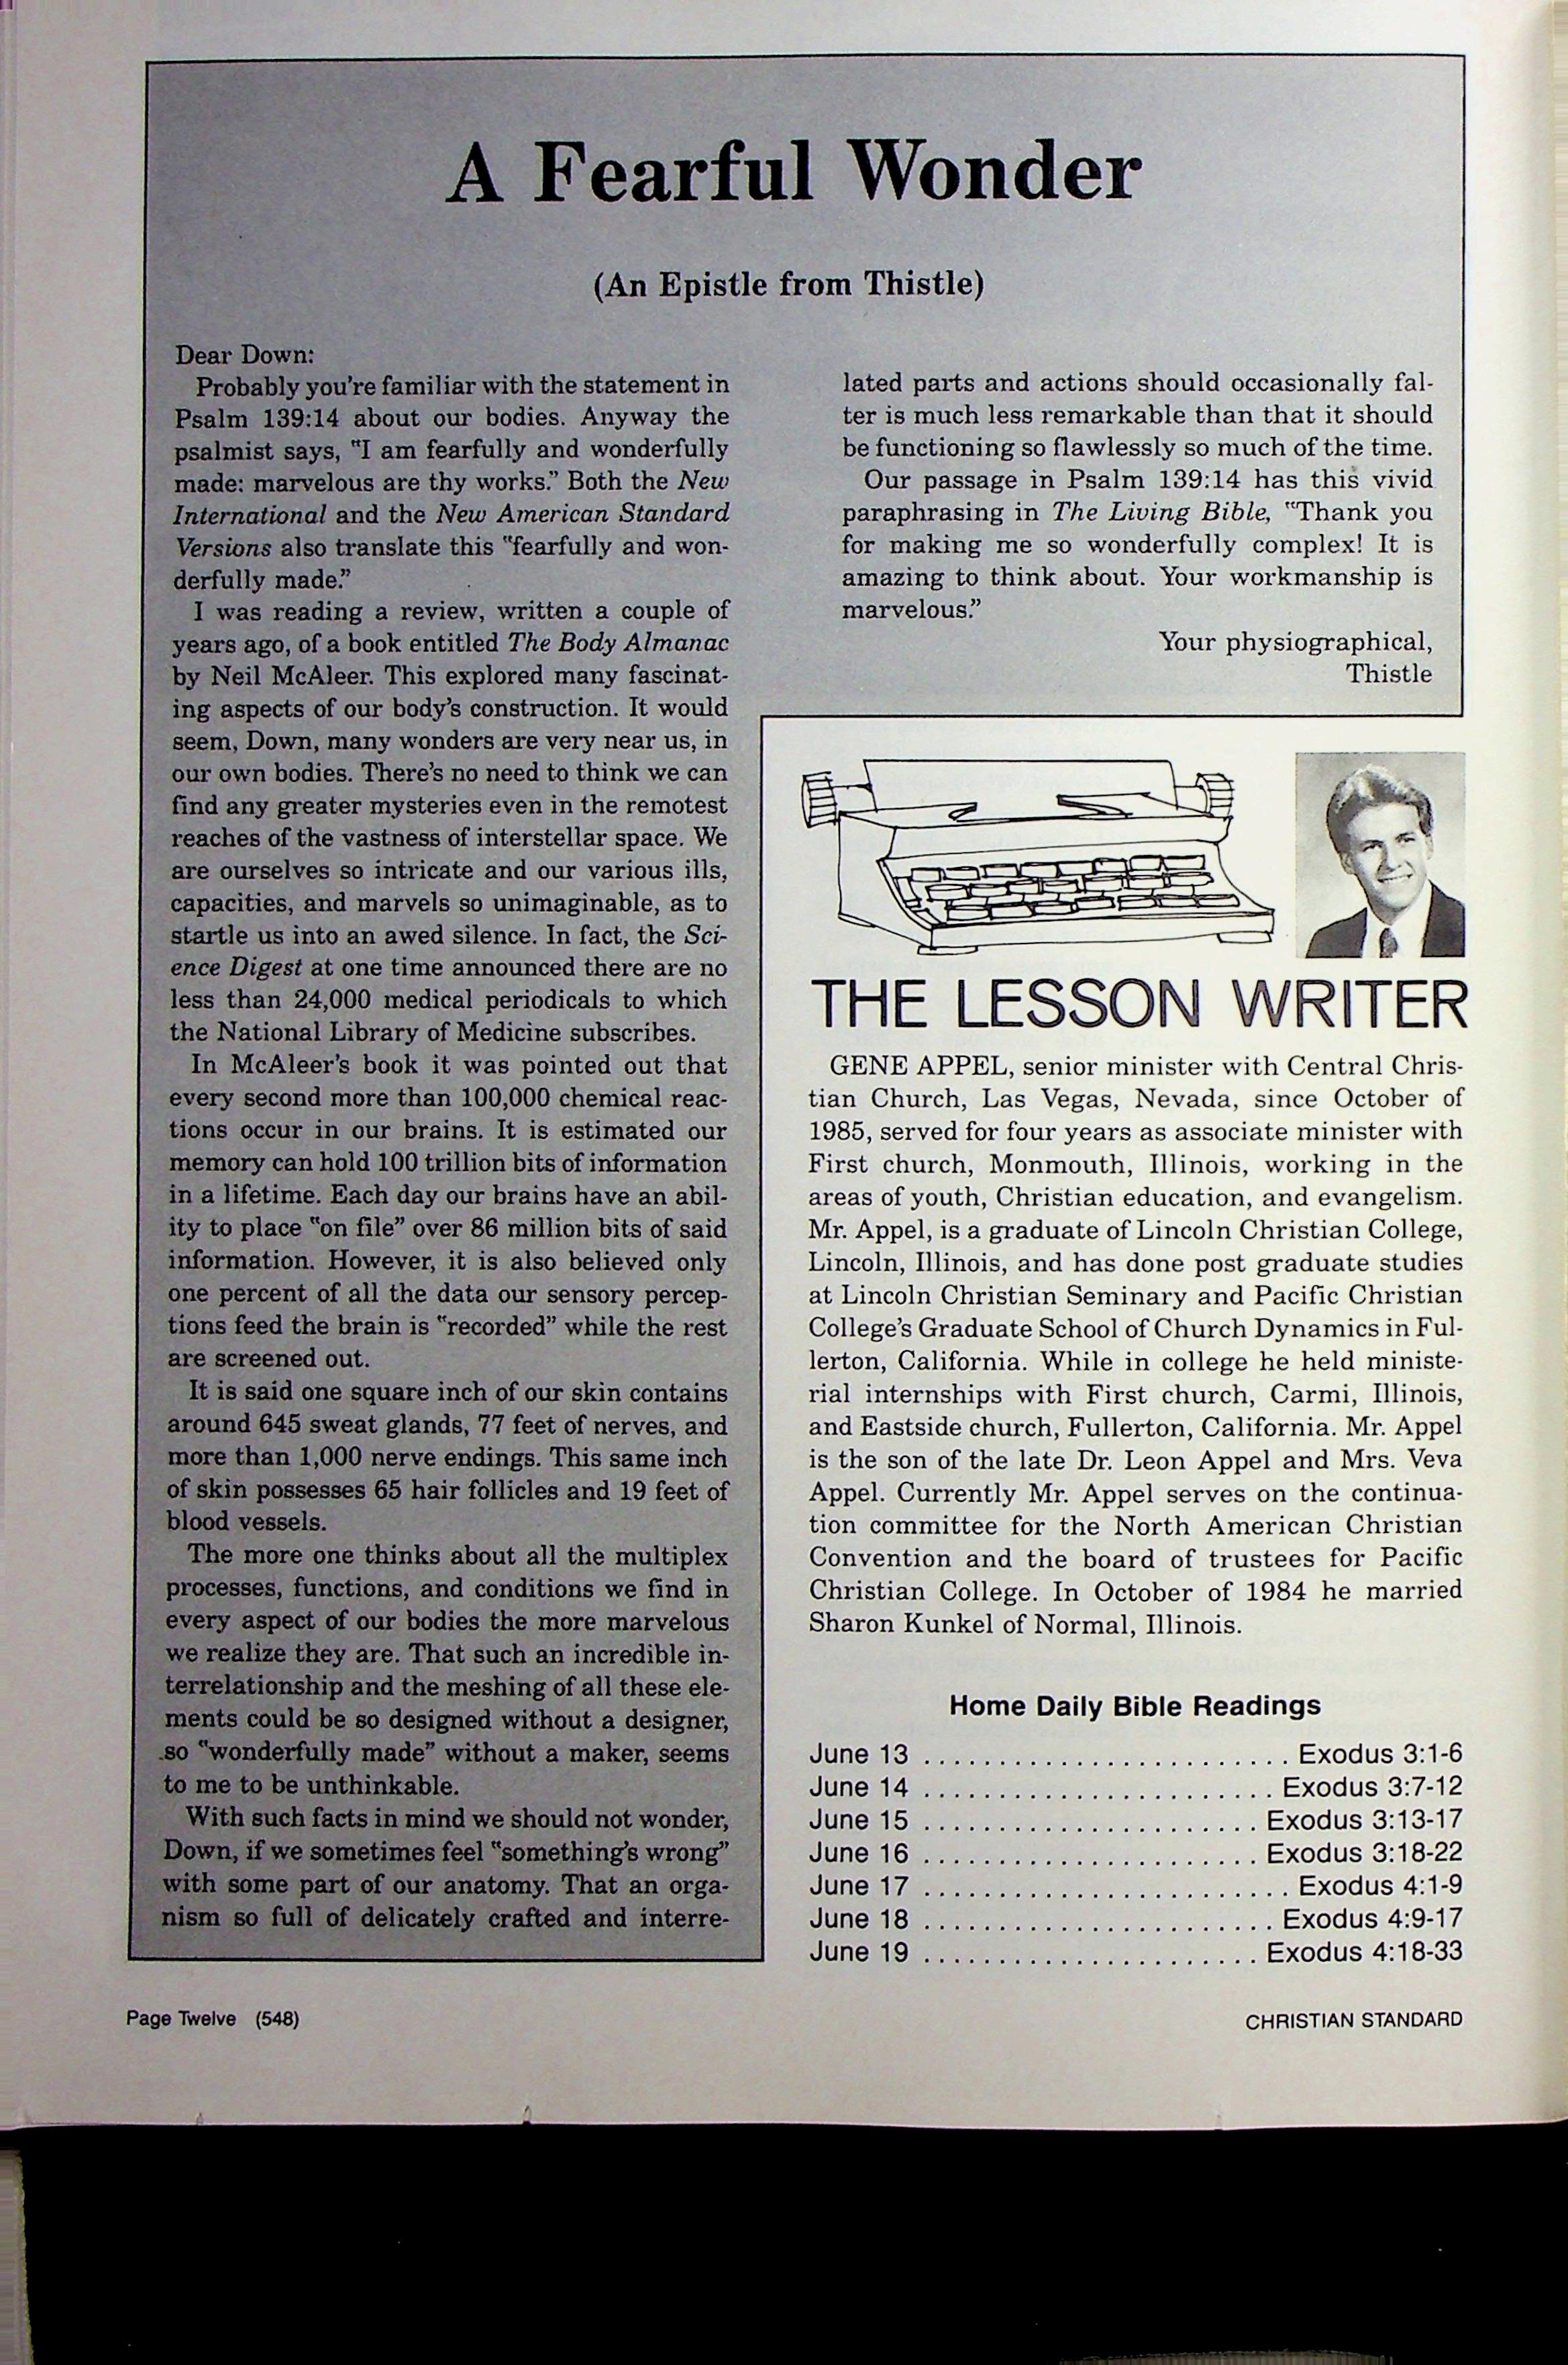 A Fearful Wonder
(An Epistle from Thistle)
Dear Down:
Probably you're familiar with the statement in
Psalm 139:14 about our bodies. Anyway the
psalmist says, "I am fearfully and wonderfully
made: marvelous are thy works." Both the New
International and the New American Standard
Versions also translate this "fearfully and won-
derfully made."
I was reading a review, written a couple of
years ago, of a book entitled The Body Almanac
by Neil McAleer. This explored many fascinat-
ing aspects of our body's construction. It would
seem, Down, many wonders are very near us, in
our own bodies. There's no need to think we can
find any greater mysteries even in the remotest
reaches of the vastness of interstellar space. We
are ourselves so intricate and our various ills,
capacities, and marvels so unimaginable, as to
startle us into an awed silence. In fact, the Sci-
ence Digest at one time announced there are no
less than 24,000 medical periodicals to which
the National Library of Medicine subscribes.
In McAleer's book it was pointed out that
every second more than 100,000 chemical reac-
tions occur in our brains. It is estimated our
memory can hold 100 trillion bits of information
in a lifetime. Each day our brains have an abil-
ity to place "on file" over 86 million bits of said
information. However, it is also believed only
one percent of all the data our sensory percep-
tions feed the brain is "recorded" while the rest
are screened out.
It is said one square inch of our skin contains
around 645 sweat glands, 77 feet of nerves, and
more than 1,000 nerve endings. This same inch
of skin possesses 65 hair follicles and 19 feet of
blood vessels.
The more one thinks about all the multiplex
processes, functions, and conditions we find in
every aspect of our bodies the more marvelous
we realize they are. That such an incredible in-
terrelationship and the meshing of all these ele-
ments could be so designed without a designer,
so "wonderfully made" without a maker, seems
to me to be unthinkable.
With such facts in mind we should not wonder,
Down, if we sometimes feel "something's wrong"
with some part of our anatomy. That an orga-
nism so full of delicately crafted and interre-
lated parts and actions should occasionally fal-
ter is much less remarkable than that it should
be functioning so flawlessly so much of the time.
Our passage in Psalm 139:14 has this vivid
paraphrasing in The Living Bible, "Thank you
for making me so wonderfully complex! It is
amazing to think about. Your workmanship is
marvelous."
Your physiographical,
Thistle
THE LESSON WRITER
GENE APPEL, senior minister with Central Chris-
tian Church, Las Vegas, Nevada, since October of
1985, served for four years as associate minister with
First church, Monmouth, Illinois, working in the
areas of youth, Christian education, and evangelism.
Mr. Appel, is a graduate of Lincoln Christian College,
Lincoln, Illinois, and has done post graduate studies
at Lincoln Christian Seminary and Pacific Christian
College's Graduate School of Church Dynamics in Ful-
lerton, California. While in college he held ministe-
rial internships with First church, Carmi, Illinois,
and Eastside church, Fullerton, California. Mr. Appel
is the son of the late Dr. Leon Appel and Mrs. Veva
Appel. Currently Mr. Appel serves on the continua-
tion committee for the North American Christian
Convention and the board of trustees for Pacific
Christian College. In October of 1984 he married
Sharon Kunkel of Normal, Illinois.
Home Daily Bible Readings
June 13 ........................ Exodus 3:1-6
June 14 ....................... Exodus 3:7-12
June 15 ...................... Exodus 3:13-17
June 16 ...................... Exodus 3:18-22
June 17 ........................ Exodus 4:1-9
June 18 ....................... Exodus 4:9-17
June 19 ...................... Exodus 4:18-33
Page Twelve (548)
CHRISTIAN STANDARD